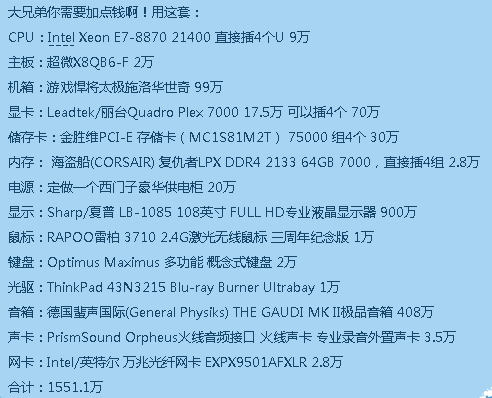 大兄弟你需要加点钱啊！用这套：
CPU：Intel Xeon E7-8870 21400 直接插4个U 9万
主板：超微X8QB6-F 2万
机箱：游戏悍将太极施洛华世奇 99万
显卡：Leadtek/丽台Quadro Plex 7000 17.5万 可以插4个 70万
储存卡：金胜维PCI-E 存储卡（MC1S81M2T） 75000 组4个 30万
内存： 海盗船(CORSAIR) 复仇者LPX DDR4 2133 64GB 7000，直接插4组 2.8万
电源：定做一个西门子豪华供电柜 20万
显示：Sharp/夏普 LB-1085 108英寸 FULL HD专业液晶显示器 900万
鼠标：RAPOO雷柏 3710 2.4G激光无线鼠标 三周年纪念版 1万
键盘：Optimus Maximus 多功能 概念式键盘 2万
光驱：ThinkPad 43N3215 Blu-ray Burner Ultrabay 1万
音箱：德国斐声国际(General Physiks) THE GAUDI MK II极品音箱 408万
声卡：PrismSound Orpheus火线音频接口 火线声卡 专业录音外置声卡 3.5万
网卡：Intel/英特尔 万兆光纤网卡 EXPX9501AFXLR 2.8万
合计：1551.1万